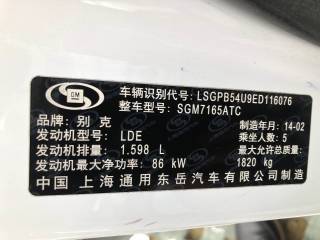 GM
车辆识别代号: LSGPB54U9ED116076
整车型号: SGM7165ATC
品牌: 别克 制造年月: 14-02
发动机型号: LDE 乘坐人数: 5
发动机排量: 1.598 L 最大允许总质量:
发动机最大净功率: 86 kW 1820 kg
中国 上海通用东岳汽车有限公司制造